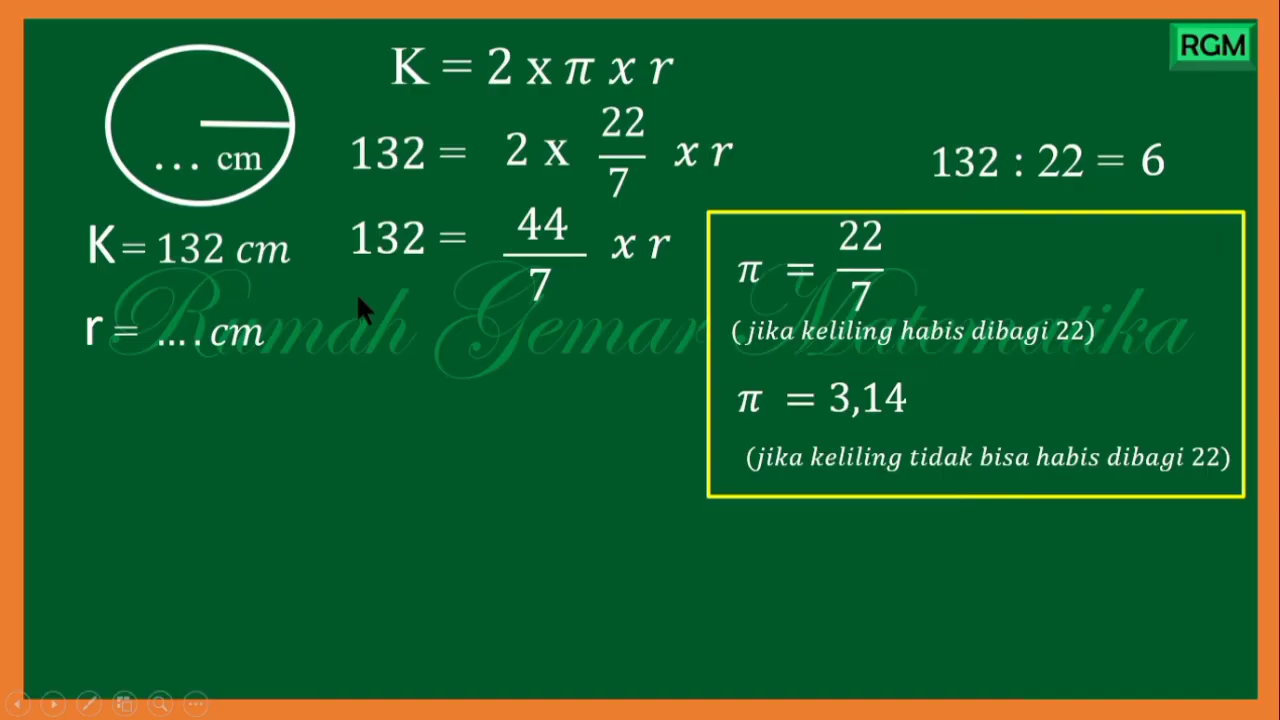 RGM
K = 2 x π x r
132 = 2 x 22/7 x r
132 : 22 = 6
... cm
132 = 44/7 x r
K = 132 cm
r = .... cm
π = 22/7
( jika keliling habis dibagi 22)
π = 3,14
(jika keliling tidak bisa habis dibagi 22)
Rumah Gemar Matematika